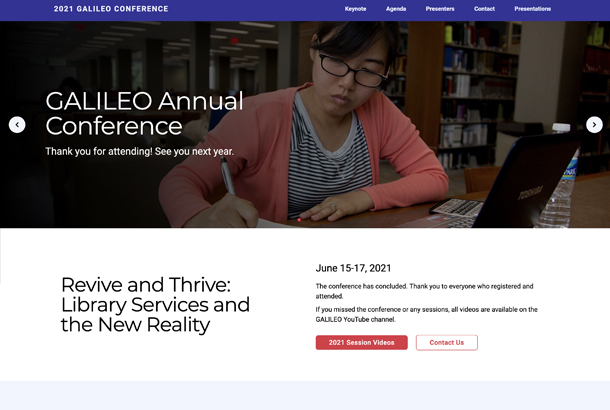 2021 GALILEO CONFERENCE
Keynote Agenda Presenters Contact Presentations
GALILEO Annual
Conference
Thank you for attending! See you next year.
TOSHIBA
Revive and Thrive:
Library Services and
the New Reality
June 15-17, 2021
The conference has concluded. Thank you to everyone who registered and
attended.
If you missed the conference or any sessions, all videos are available on the
GALILEO YouTube channel.
2021 Session Videos Contact Us